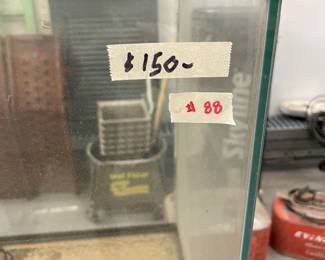 $150-
$88
Skyline
Wet Floor